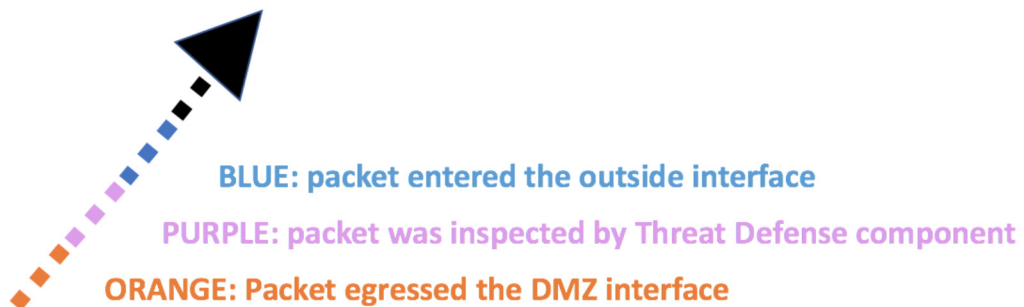 BLUE: packet entered the outside interface
PURPLE: packet was inspected by Threat Defense component
ORANGE: Packet egressed the DMZ interface